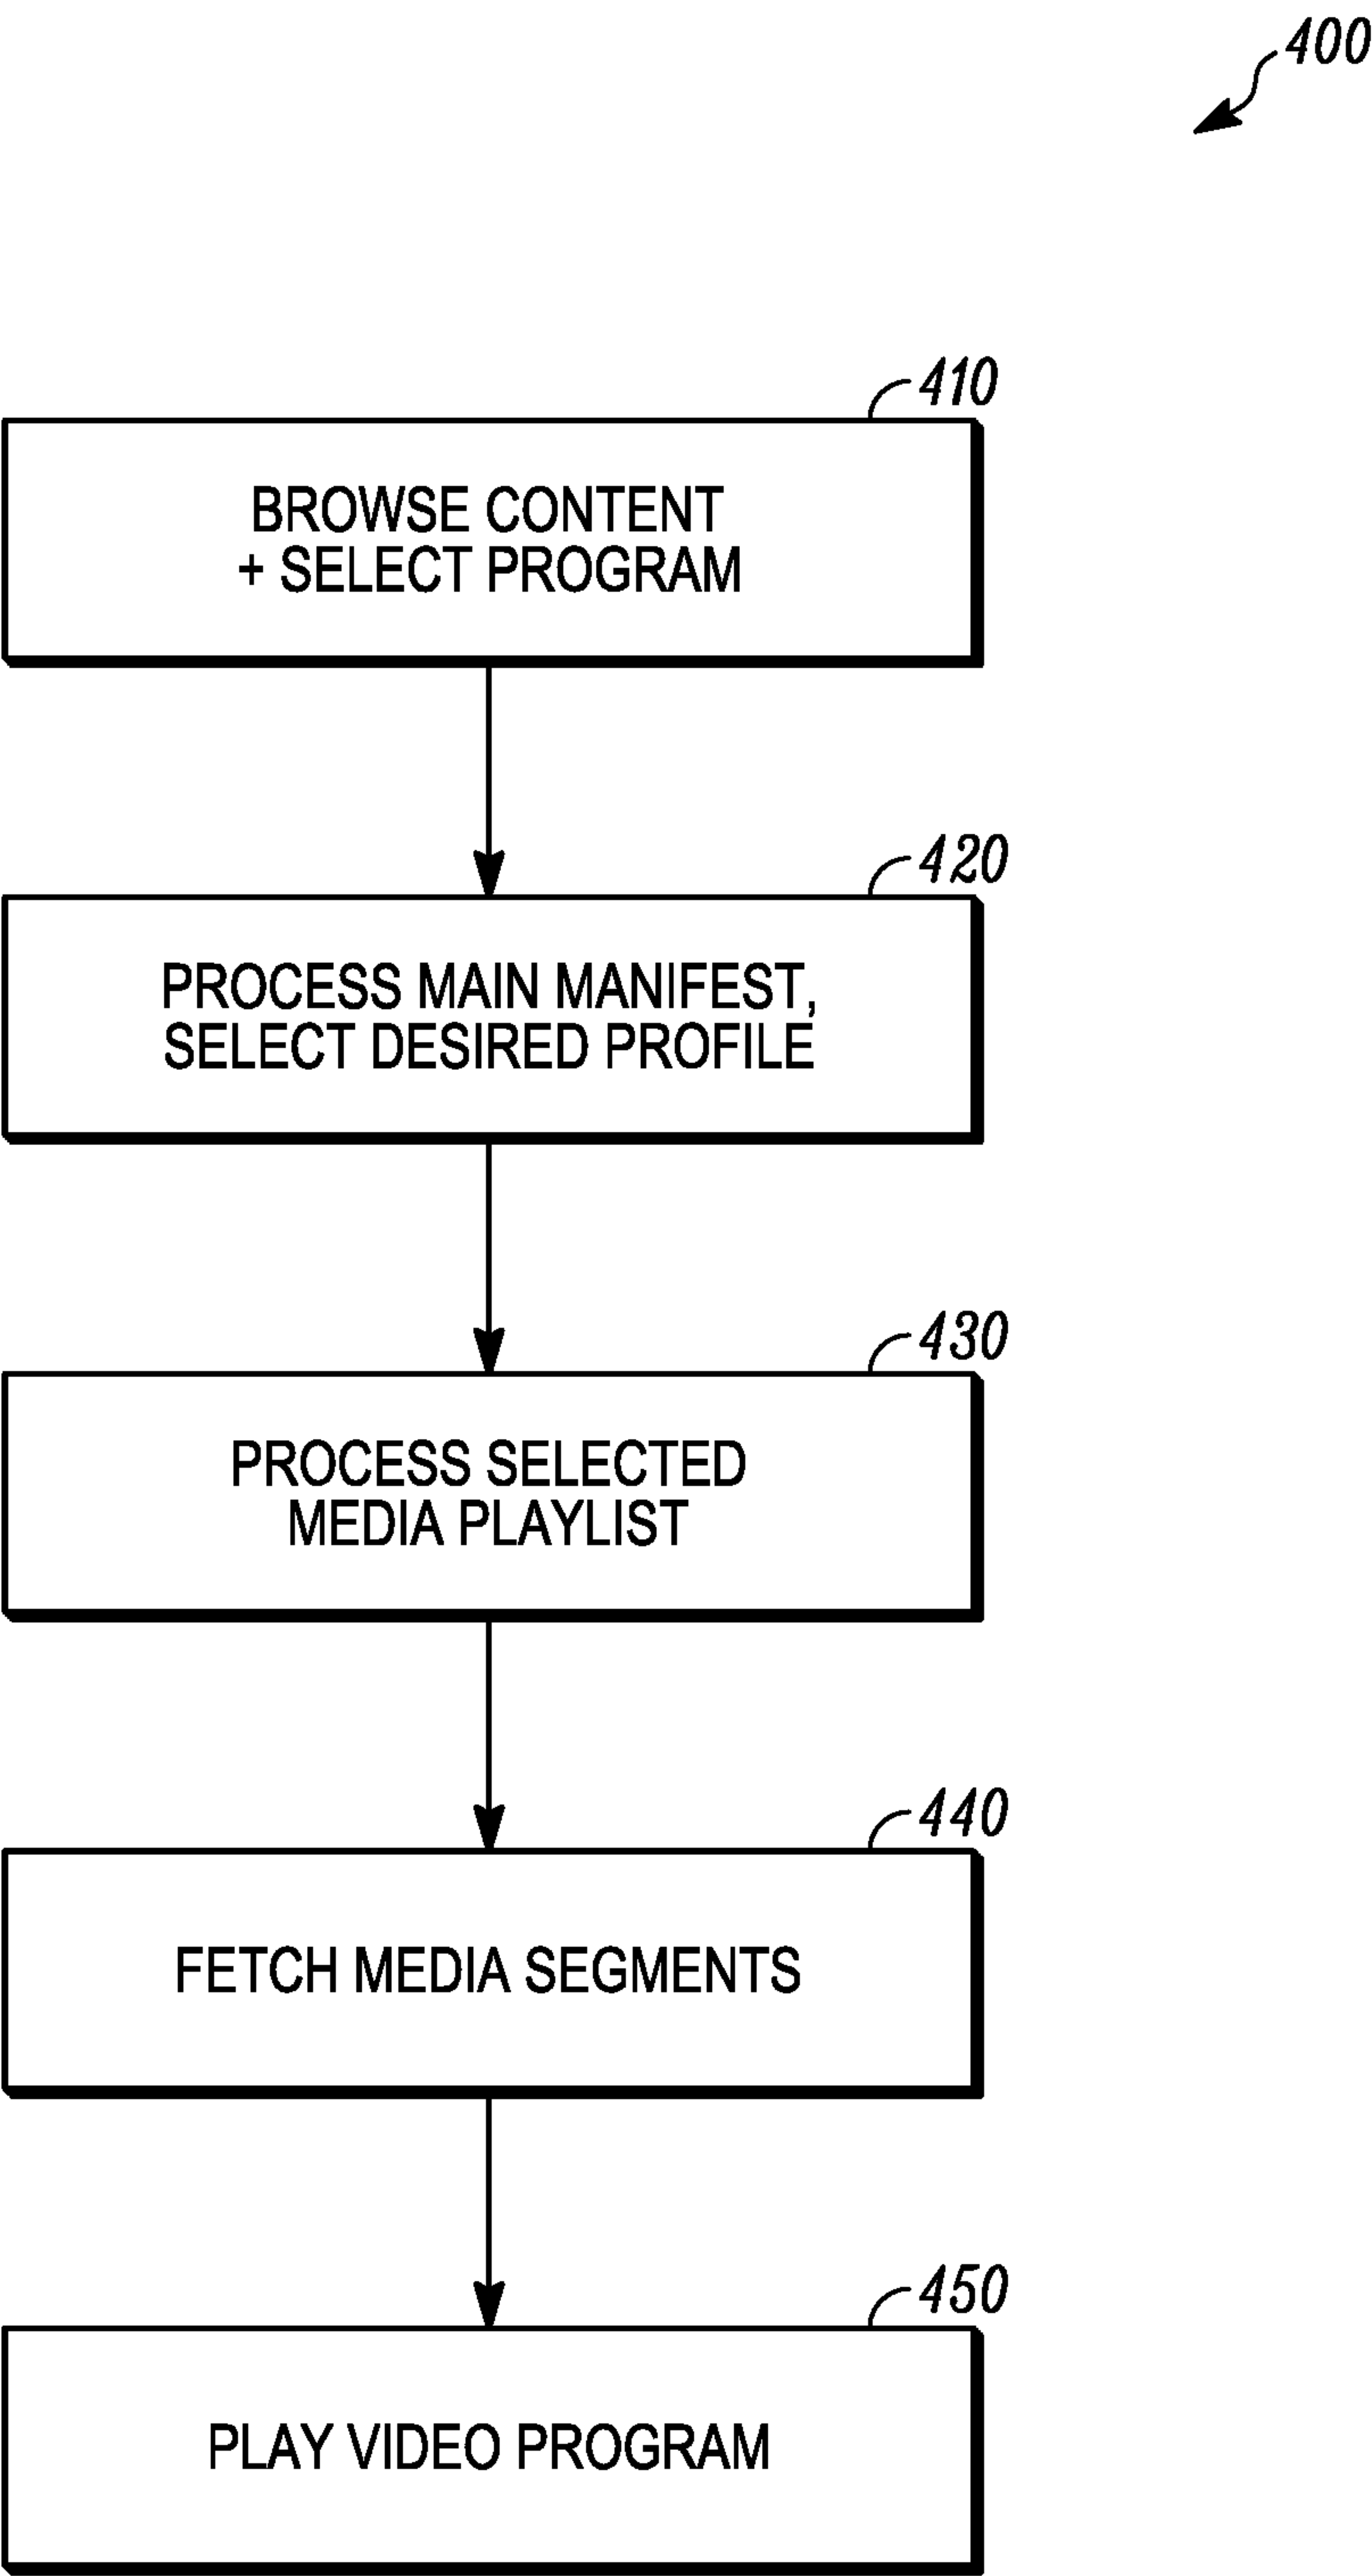 400
410
BROWSE CONTENT
+ SELECT PROGRAM
420
PROCESS MAIN MANIFEST,
SELECT DESIRED PROFILE
430
PROCESS SELECTED
MEDIA PLAYLIST
440
FETCH MEDIA SEGMENTS
450
PLAY VIDEO PROGRAM